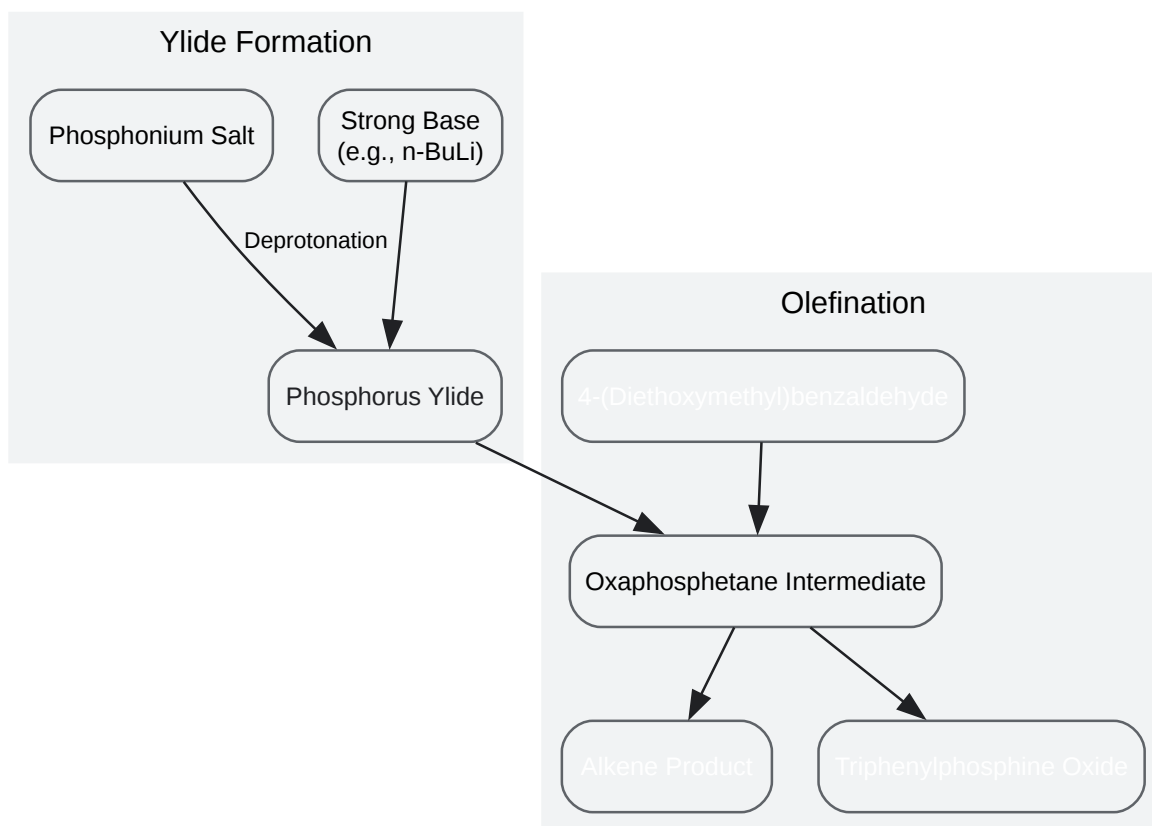 Ylide Formation
Phosphonium Salt
Strong Base
(e.g., n-BuLi)
Deprotonation
Phosphorus Ylide
Olefination
4-(Diethoxymethyl)benzaldehyde
Oxaphosphetane Intermediate
Alkene Product
Triphenylphosphine Oxide